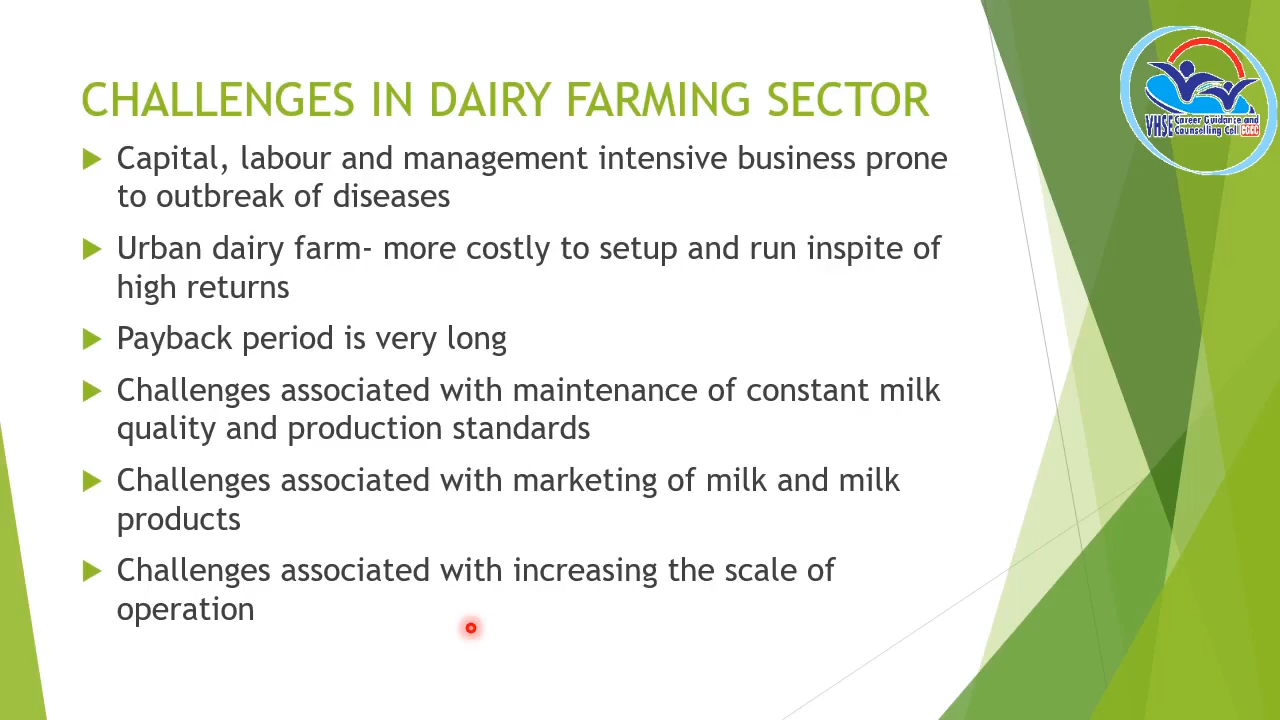 CHALLENGES IN DAIRY FARMING SECTOR
Capital, labour and management intensive business prone
to outbreak of diseases
Urban dairy farm- more costly to setup and run inspite of
high returns
Payback period is very long
Challenges associated with maintenance of constant milk
quality and production standards
Challenges associated with marketing of milk and milk
products
Challenges associated with increasing the scale of
operation
VHSE Career Guidance and
Counselling Cell CGCC